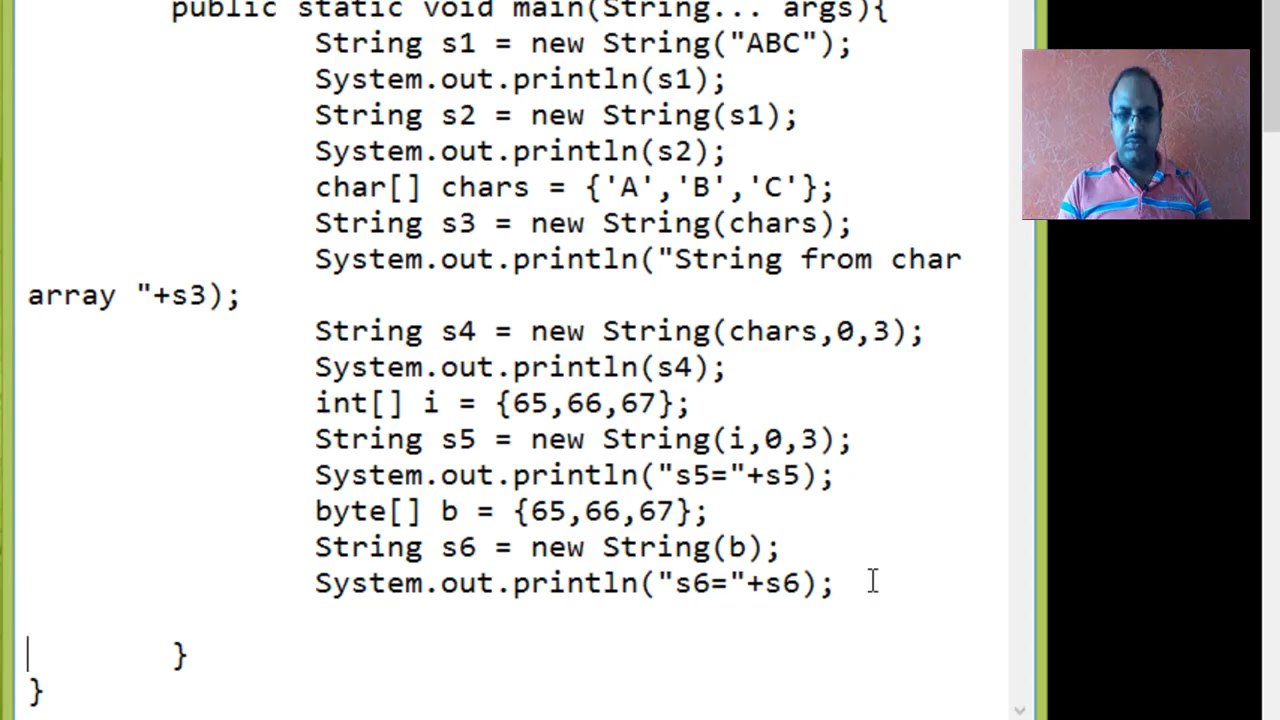 public static void main(String... args){
String s1 = new String("ABC");
System.out.println(s1);
String s2 = new String(s1);
System.out.println(s2);
char[] chars = {'A','B','C'};
String s3 = new String(chars);
System.out.println("String from char
array "+s3);
String s4 = new String(chars,0,3);
System.out.println(s4);
int[] i = {65,66,67};
String s5 = new String(i,0,3);
System.out.println("s5="+s5);
byte[] b = {65,66,67};
String s6 = new String(b);
System.out.println("s6="+s6);
}
}